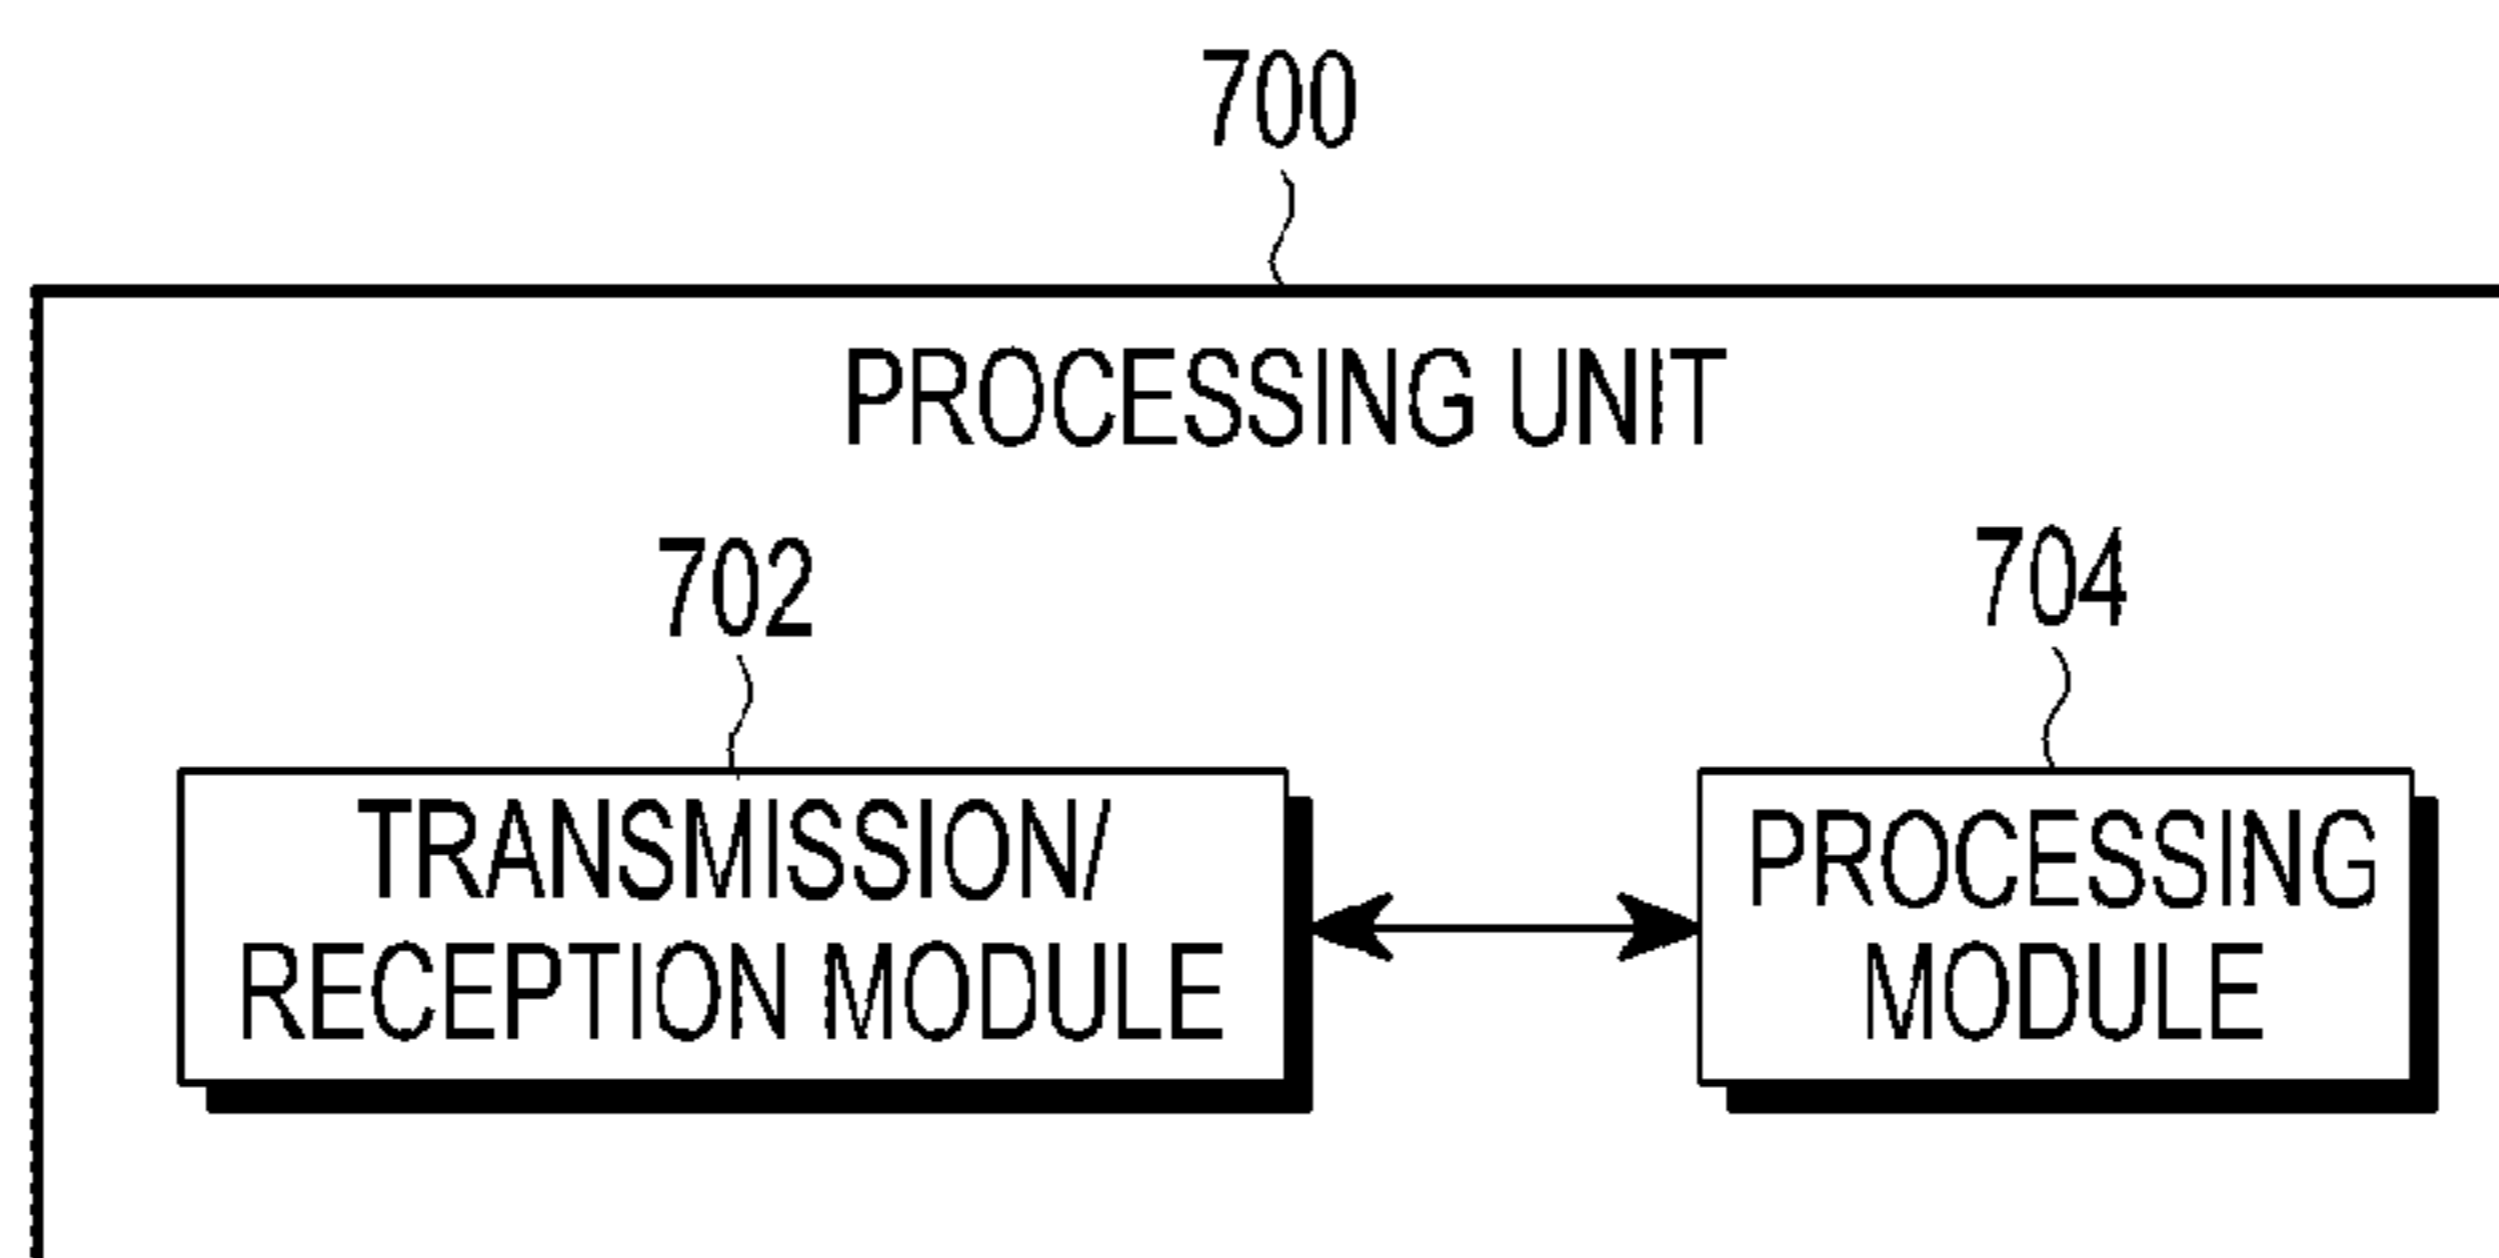 700
PROCESSING UNIT
702
704
TRANSMISSION/
RECEPTION MODULE
PROCESSING
MODULE